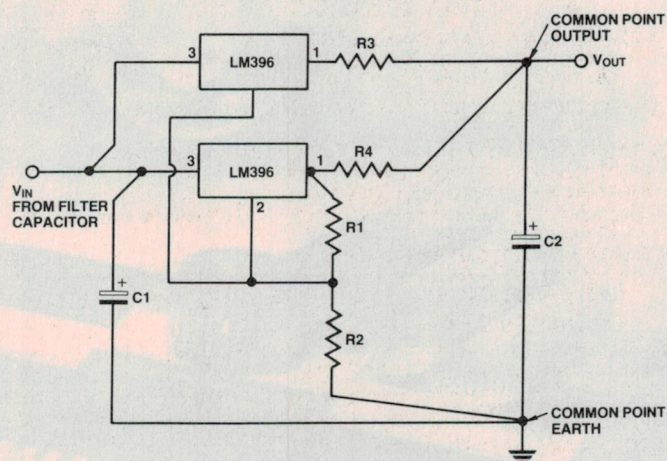 COMMON POINT
OUTPUT
3
LM396
1
R3
VOUT
3
LM396
1
R4
2
VIN
FROM FILTER
CAPACITOR
R1
+
C2
+
C1
R2
COMMON POINT
EARTH